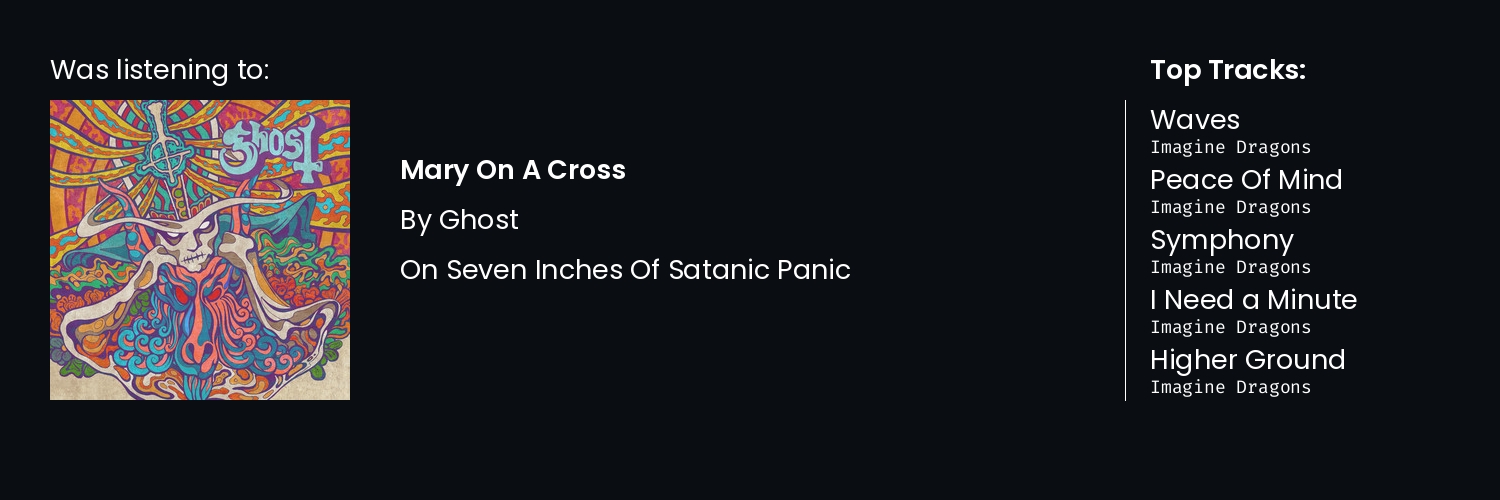 Was listening to:
Ghost
Mary On A Cross
By Ghost
On Seven Inches Of Satanic Panic
Top Tracks:
Waves
Imagine Dragons
Peace Of Mind
Imagine Dragons
Symphony
Imagine Dragons
I Need a Minute
Imagine Dragons
Higher Ground
Imagine Dragons